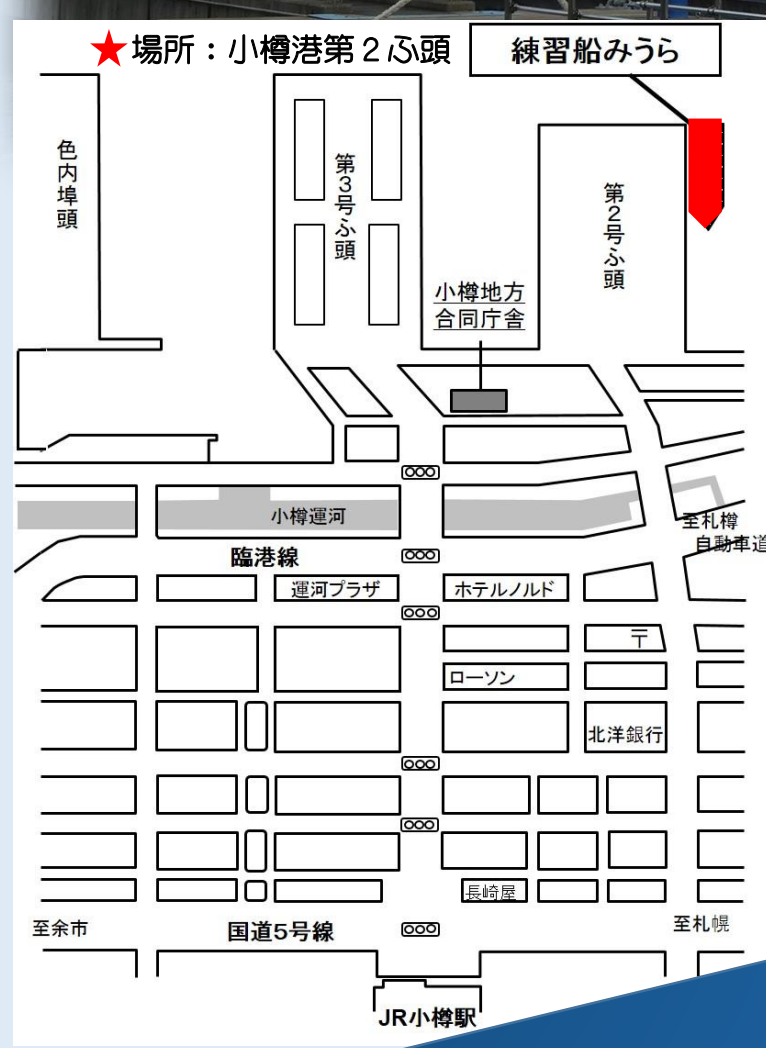 ★場所：小樽港第２ふ頭
練習船みうら
色内埠頭
第3号ふ頭
第2号ふ頭
小樽地方
合同庁舎
小樽運河
至札樽
自動車道
臨港線
運河プラザ
ホテルノルド
〒
ローソン
北洋銀行
長崎屋
至余市
国道5号線
至札幌
JR小樽駅